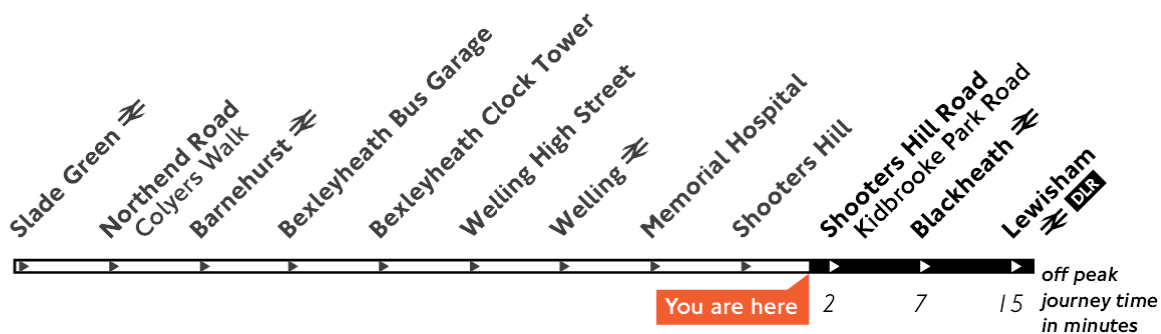 Slade Green
Northend Road
Colyers Walk
Barnehurst
Bexleyheath Bus Garage
Bexleyheath Clock Tower
Welling High Street
Welling
Memorial Hospital
Shooters Hill
Shooters Hill Road
Kidbrooke Park Road
Blackheath
Lewisham
DLR
You are here
2
7
15
off peak
journey time
in minutes